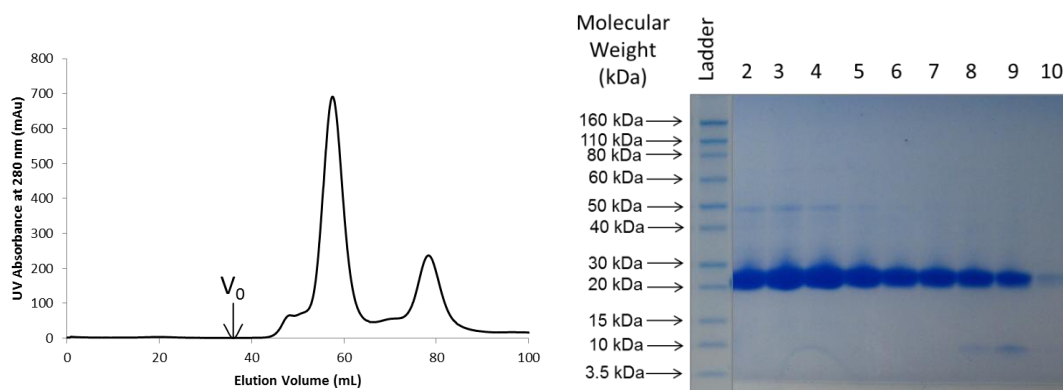 800
700
600
500
400
300
200
100
0
UV Absorbance at 280 nm (mAu)
V0
0 20 40 60 80 100
Elution Volume (mL)
Molecular
Weight
(kDa)
Ladder
2 3 4 5 6 7 8 9 10
160 kDa
110 kDa
80 kDa
60 kDa
50 kDa
40 kDa
30 kDa
20 kDa
15 kDa
10 kDa
3.5 kDa